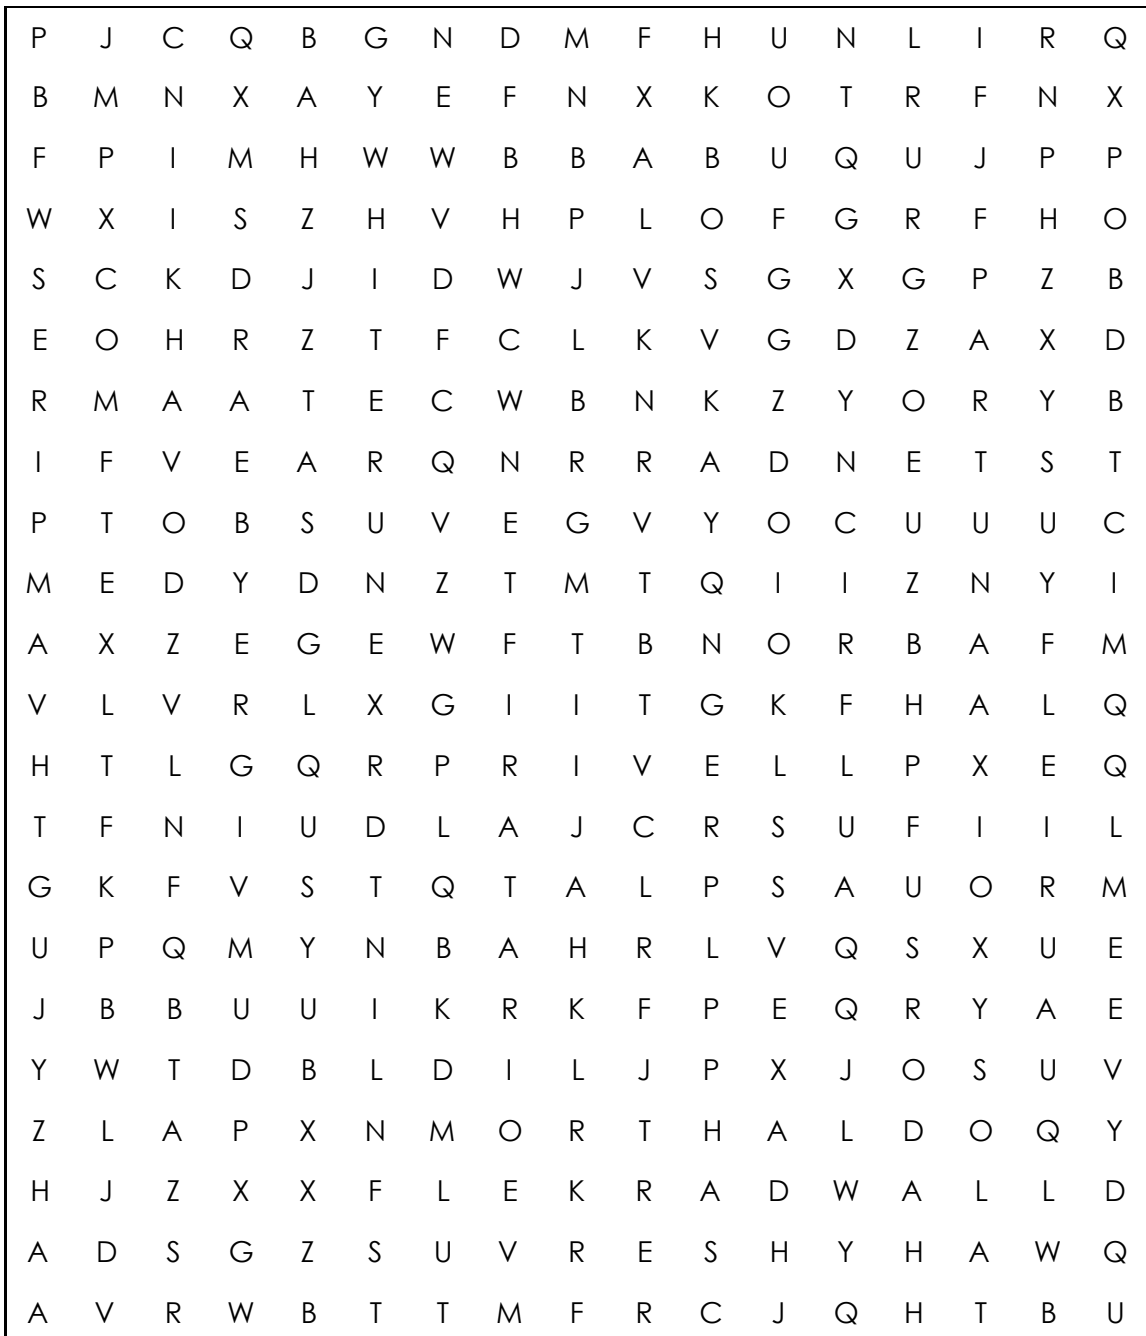 P J C Q B G N D M F H U N L I R Q
B M N X A Y E F N X K O T R F N X
F P I M H W W B B A B U Q U J P P
W X I S Z H V H P L O F G R F H O
S C K D J I D W J V S G X G P Z B
E O H R Z T F C L K V G D Z A X D
R M A A T E C W B N K Z Y O R Y B
I F V E A R Q N R R A D N E T S T
P T O B S U V E G V Y O C U U U C
M E D Y D N Z T M T Q I I Z N Y I
A X Z E G E W F T B N O R B A F M
V L V R L X G I I T G K F H A L Q
H T L G Q R P R I V E L L P X E Q
T F N I U D L A J C R S U F I I L
G K F V S T Q T A L P S A U O R M
U P Q M Y N B A H R L V Q S X U E
J B B U U I K R K F P E Q R Y A E
Y W T D B L D I L J P X J O S U V
Z L A P X N M O R T H A L D O Q Y
H J Z X X F L E K R A D W A L L D
A D S G Z S U V R E S H Y H A W Q
A V R W B T T M F R C J Q H T B U